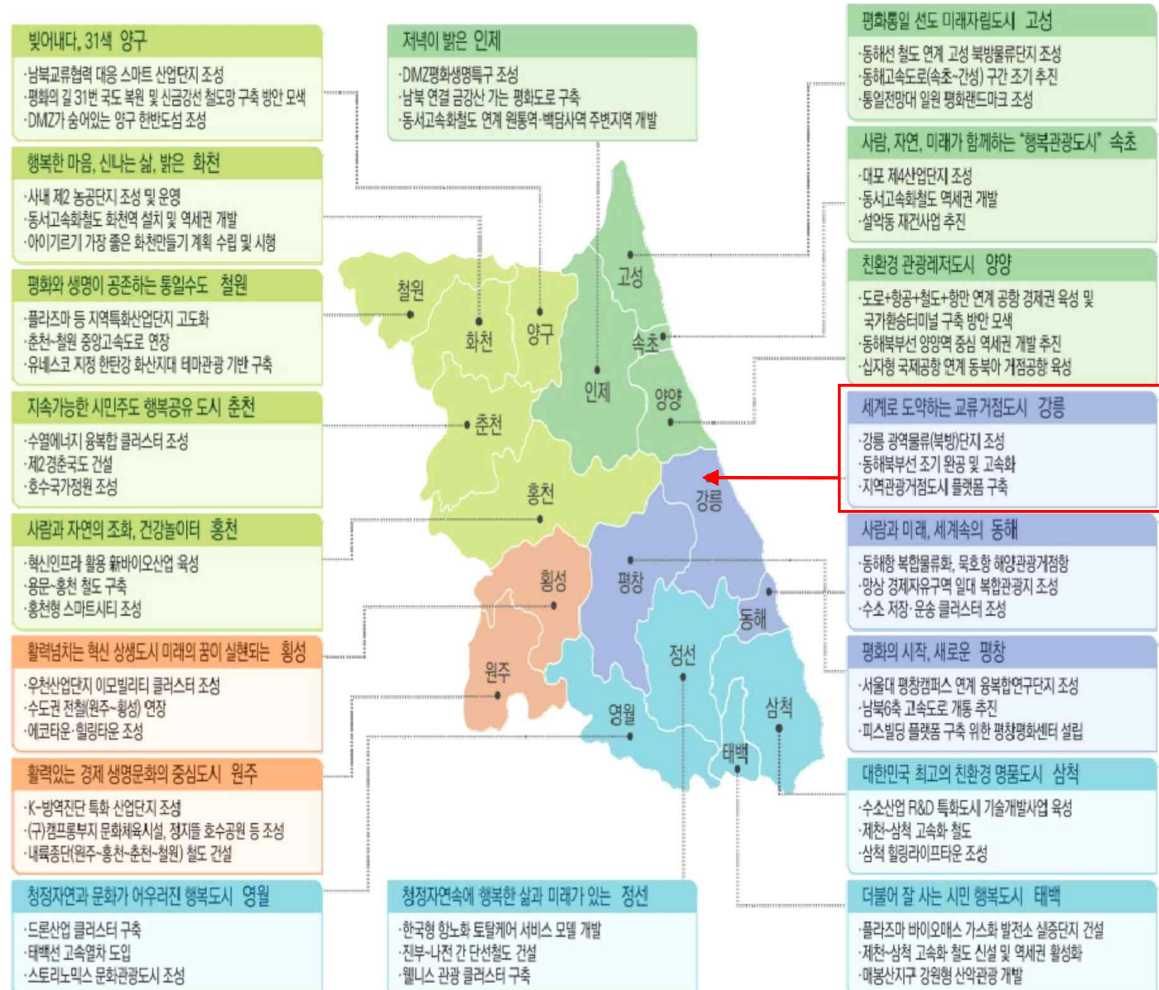 빚어내다, 31색 양구
·남북교류협력 대응 스마트 산업단지 조성
·평화의 길 31번 국도 복원 및 신금강선 철도망 구축 방안 모색
·DMZ가 숨어있는 양구 한반도섬 조성
행복한 마음, 신나는 삶, 밝은 화천
·사내 제2 농공단지 조성 및 운영
·동서고속화철도 화천역 설치 및 역세권 개발
·아이기르기 가장 좋은 화천만들기 계획 수립 및 시행
평화와 생명이 공존하는 통일수도 철원
·플라즈마 등 지역특화산업단지 고도화
·춘천~철원 중앙고속도로 연장
·유네스코 지정 한탄강 화산지대 테마관광 기반 구축
지속가능한 시민주도 행복공유 도시 춘천
·수열에너지 융복합 클러스터 조성
·제2경춘국도 건설
·호수국가정원 조성
사람과 자연의 조화, 건강놀이터 홍천
·혁신인프라 활용 新바이오산업 육성
·용문~홍천 철도 구축
·홍천형 스마트시티 조성
활력넘치는 혁신 상생도시 미래의 꿈이 실현되는 횡성
·우천산업단지 이모빌리티 클러스터 조성
·수도권 전철(원주~횡성) 연장
·에코타운·힐링타운 조성
활력있는 경제 생명문화의 중심도시 원주
·K-방역진단 특화 산업단지 조성
·(구)캠프롱부지 문화체육시설, 정지뜰 호수공원 등 조성
·내륙종단(원주~홍천~춘천~철원) 철도 건설
청정자연과 문화가 어우러진 행복도시 영월
·드론산업 클러스터 구축
·태백선 고속열차 도입
·스토리노믹스 문화관광도시 조성
저녁이 밝은 인제
·DMZ평화생명특구 조성
·남북 연결 금강산 가는 평화도로 구축
·동서고속화철도 연계 원통역·백담사역 주변지역 개발
철원
화천
양구
고성
속초
인제
양양
춘천
홍천
강릉
횡성
평창
동해
원주
정선
영월
삼척
태백
청정자연속에 행복한 삶과 미래가 있는 정선
·한국형 항노화 토탈케어 서비스 모델 개발
·진부~나전 간 단선철도 건설
·웰니스 관광 클러스터 구축
평화통일 선도 미래자립도시 고성
·동해선 철도 연계 고성 북방물류단지 조성
·동해고속도로(속초~간성) 구간 조기 추진
·통일전망대 일원 평화랜드마크 조성
사람, 자연, 미래가 함께하는 “행복관광도시” 속초
·대포 제4산업단지 조성
·동서고속화철도 역세권 개발
·설악동 재건사업 추진
친환경 관광레저도시 양양
·도로+항공+철도+항만 연계 공항 경제권 육성 및
국가환승터미널 구축 방안 모색
·동해북부선 양양역 중심 역세권 개발 추진
·십자형 국제공항 연계 동북아 거점공항 육성
세계로 도약하는 교류거점도시 강릉
·강릉 광역물류(북방)단지 조성
·동해북부선 조기 완공 및 고속화
·지역관광거점도시 플랫폼 구축
사람과 미래, 세계속의 동해
·동해항 복합물류화, 묵호항 해양관광거점항
·망상 경제자유구역 일대 복합관광지 조성
·수소 저장·운송 클러스터 조성
평화의 시작, 새로운 평창
·서울대 평창캠퍼스 연계 융복합연구단지 조성
·남북6축 고속도로 개통 추진
·피스빌딩 플랫폼 구축 위한 평창평화센터 설립
대한민국 최고의 친환경 명품도시 삼척
·수소산업 R&D 특화도시 기술개발사업 육성
·제천~삼척 고속화 철도
·삼척 힐링라이프타운 조성
더불어 잘 사는 시민 행복도시 태백
·플라즈마 바이오매스 가스화 발전소 실증단지 건설
·제천~삼척 고속화 철도 신설 및 역세권 활성화
·매봉산지구 강원형 산악관광 개발